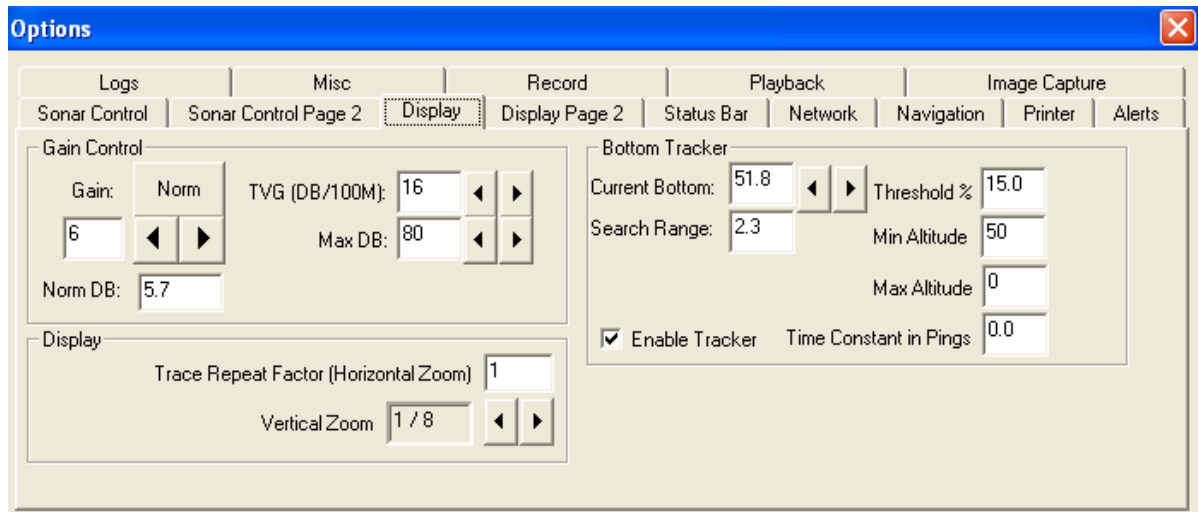 Options
Logs Misc Record Playback Image Capture
Sonar Control Sonar Control Page 2 Display Display Page 2 Status Bar Network Navigation Printer Alerts
Gain Control
Gain: Norm TVG (DB/100M): 16
6 Max DB: 80
Norm DB: 5.7
Display
Trace Repeat Factor (Horizontal Zoom) 1
Vertical Zoom 1 / 8
Bottom Tracker
Current Bottom: 51.8 Threshold % 15.0
Search Range: 2.3 Min Altitude 50
Max Altitude 0
Enable Tracker Time Constant in Pings 0.0